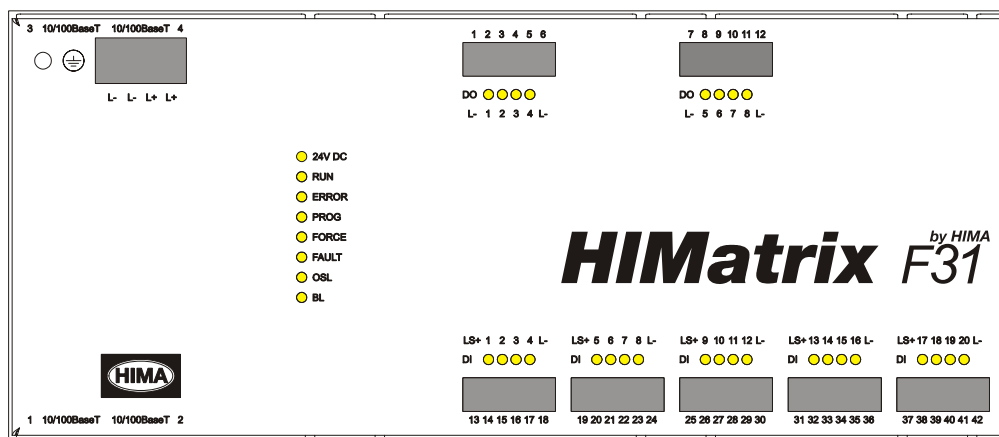 3 10/100BaseT 10/100BaseT 4
L- L- L+ L+
1 2 3 4 5 6
DO
L- 1 2 3 4 L-
7 8 9 10 11 12
DO
L- 5 6 7 8 L-
24V DC
RUN
ERROR
PROG
FORCE
FAULT
OSL
BL
by HIMA
HIMatrix F31
HIMA
1 10/100BaseT 10/100BaseT 2
LS+ 1 2 3 4 L-
DI
13 14 15 16 17 18
LS+ 5 6 7 8 L-
DI
19 20 21 22 23 24
LS+ 9 10 11 12 L-
DI
25 26 27 28 29 30
LS+ 13 14 15 16 L-
DI
31 32 33 34 35 36
LS+ 17 18 19 20 L-
DI
37 38 39 40 41 42